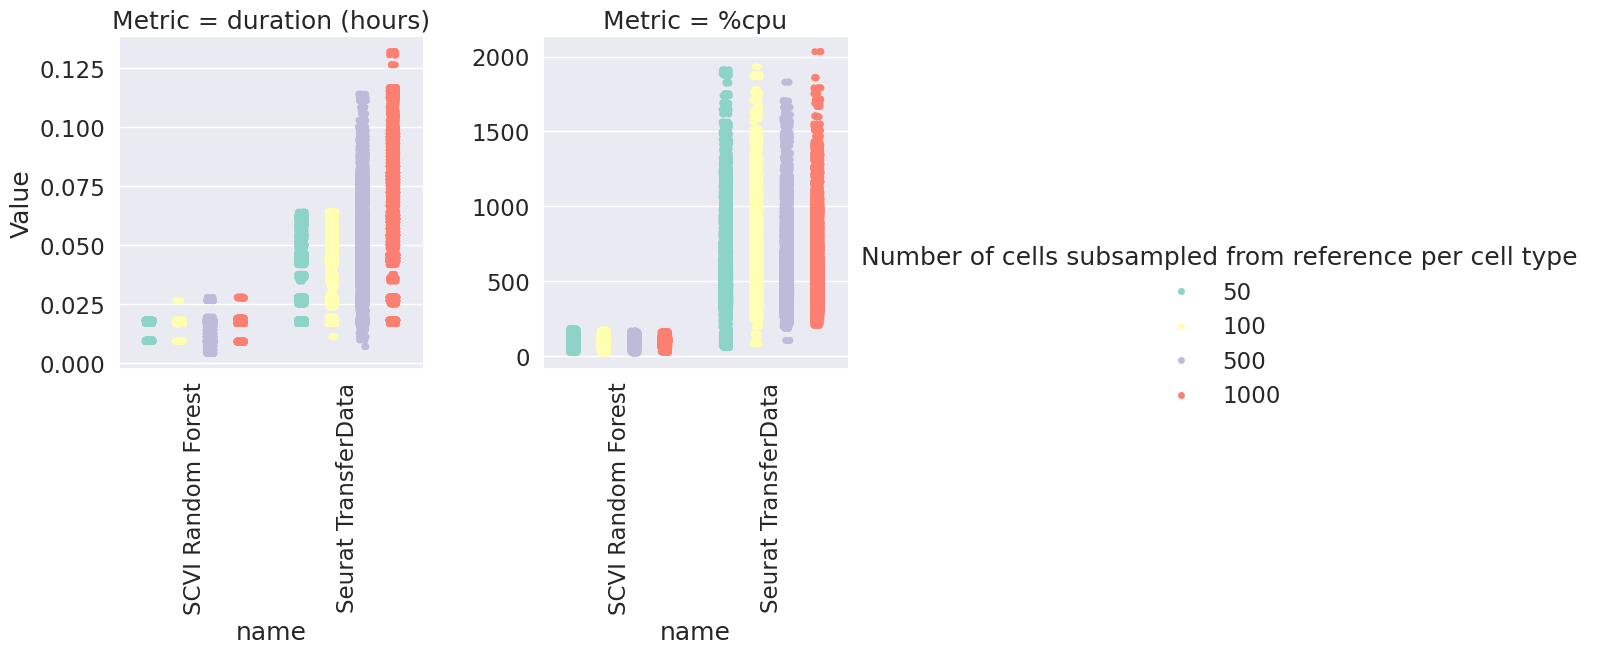 Metric = duration (hours)
Metric = %cpu
Value
0.125
0.100
0.075
0.050
0.025
0.000
2000
1500
1000
500
0
SCVI Random Forest
Seurat TransferData
name
SCVI Random Forest
Seurat TransferData
name
Number of cells subsampled from reference per cell type
50
100
500
1000